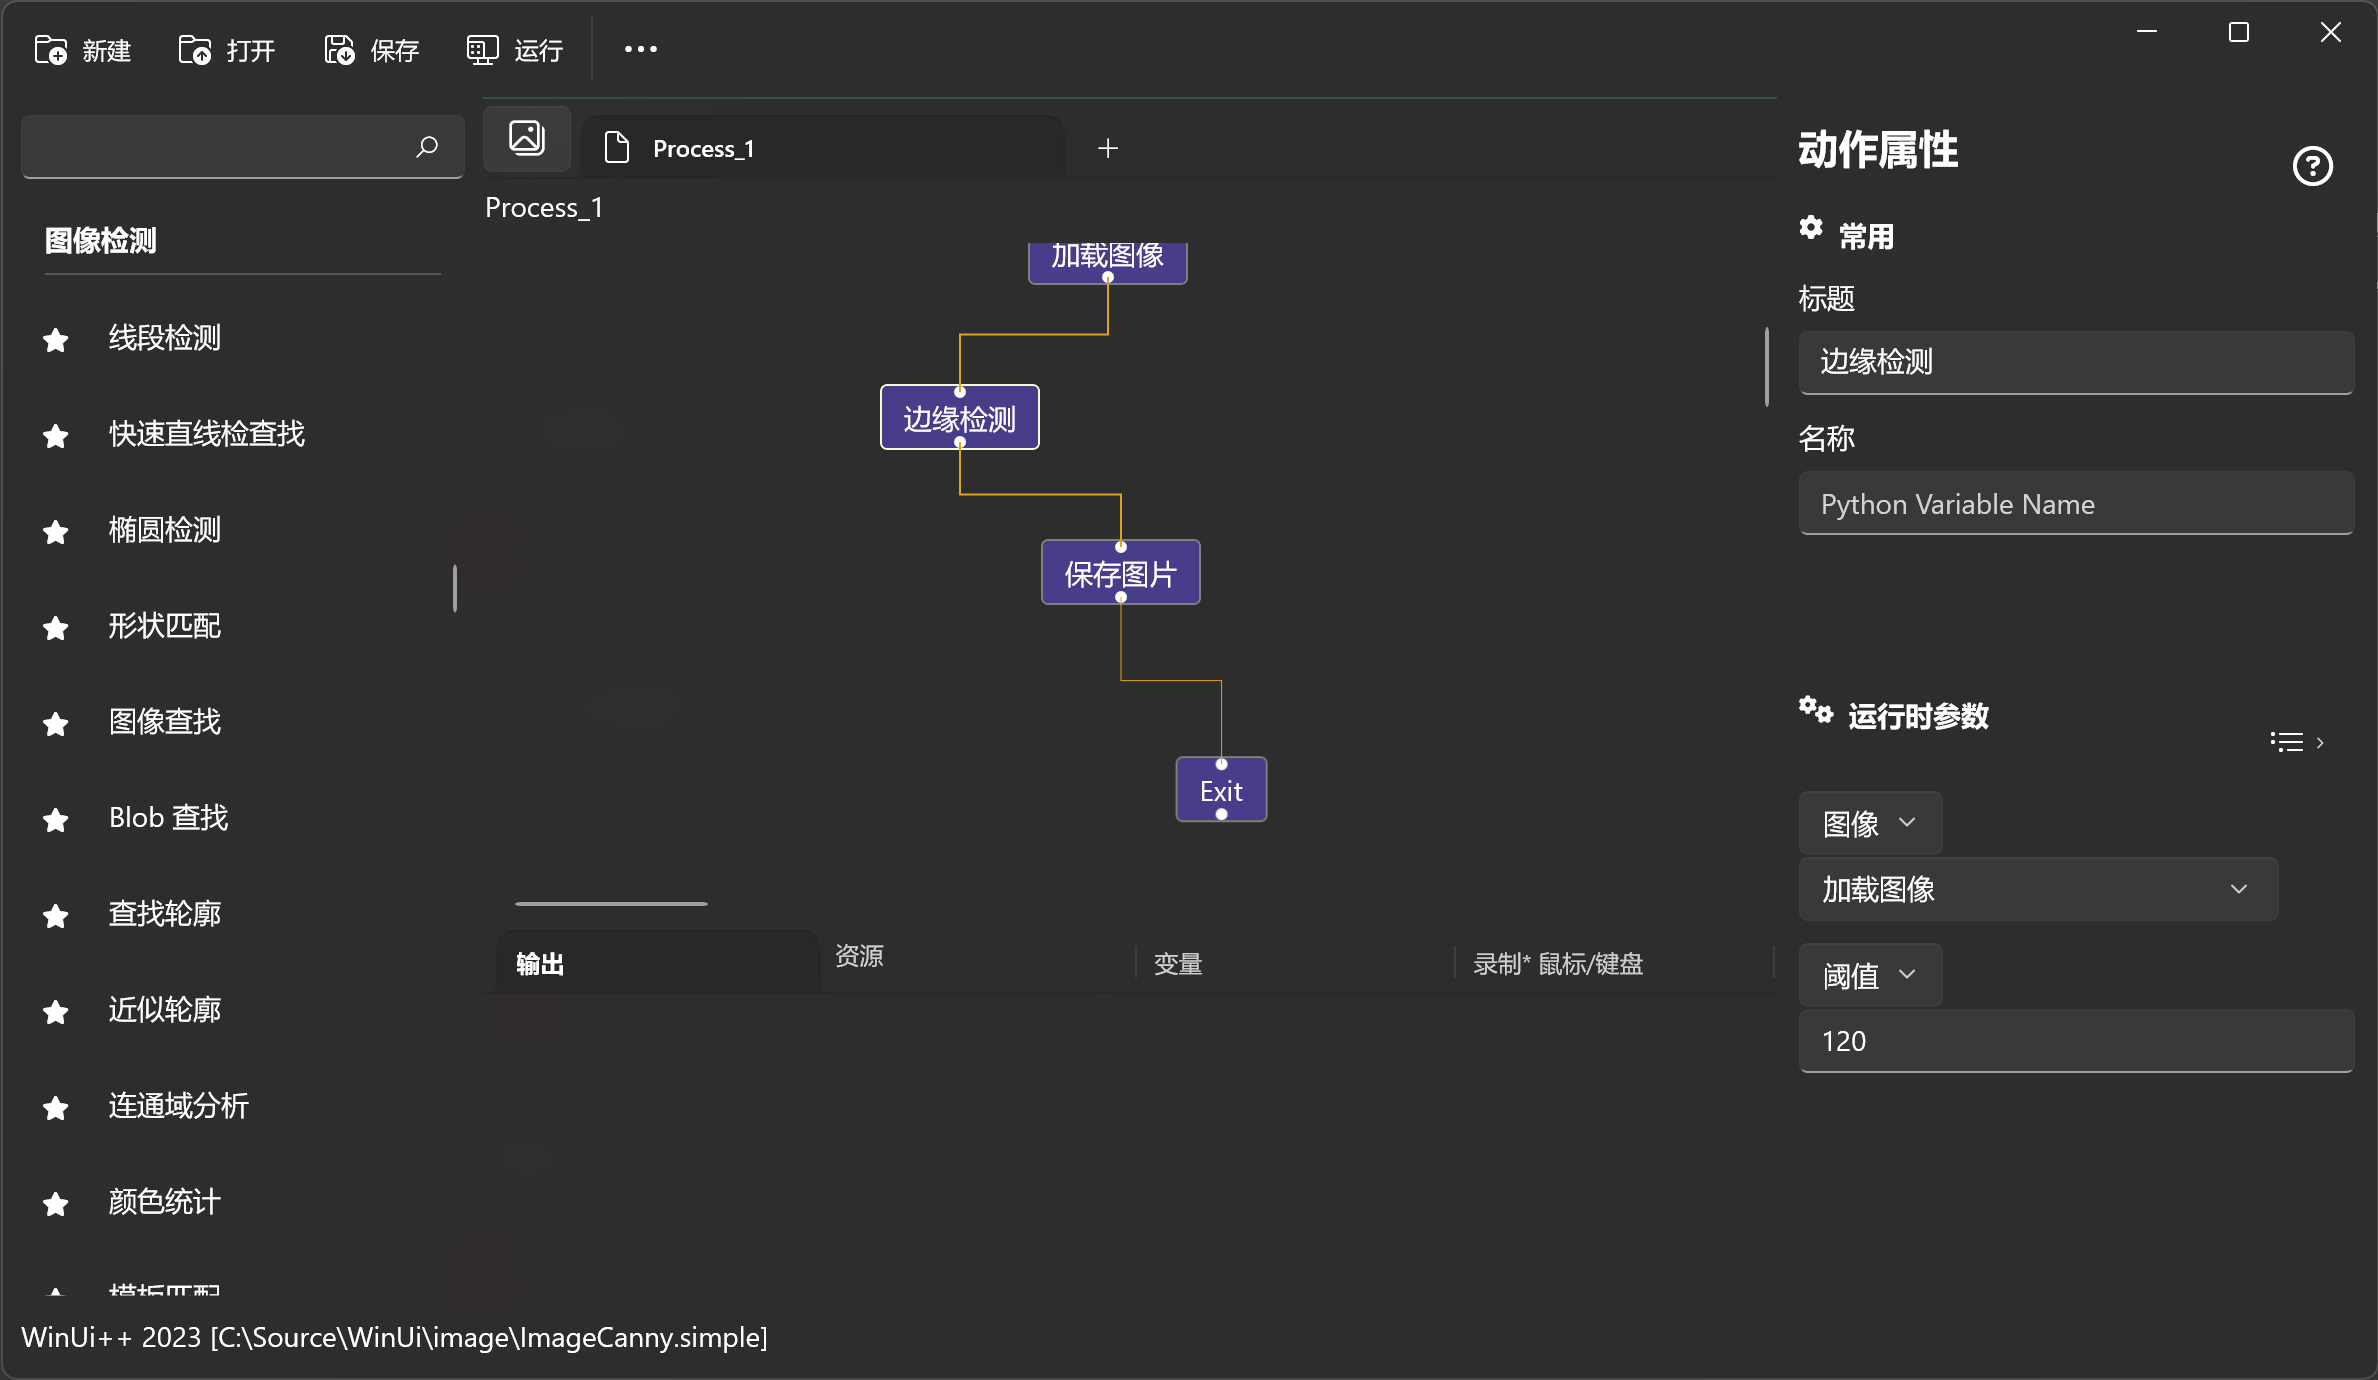 新建 打开 保存 运行
Process_1
Process_1
图像检测
线段检测
快速直线检查找
椭圆检测
形状匹配
图像查找
Blob 查找
查找轮廓
近似轮廓
连通域分析
颜色统计
模板匹配
加载图像
边缘检测
保存图片
Exit
输出 资源 变量 录制* 鼠标/键盘
动作属性
常用
标题
边缘检测
名称
Python Variable Name
运行时参数
图像
加载图像
阈值
120
WinUi++ 2023 [C:\Source\WinUi\image\ImageCanny.simple]